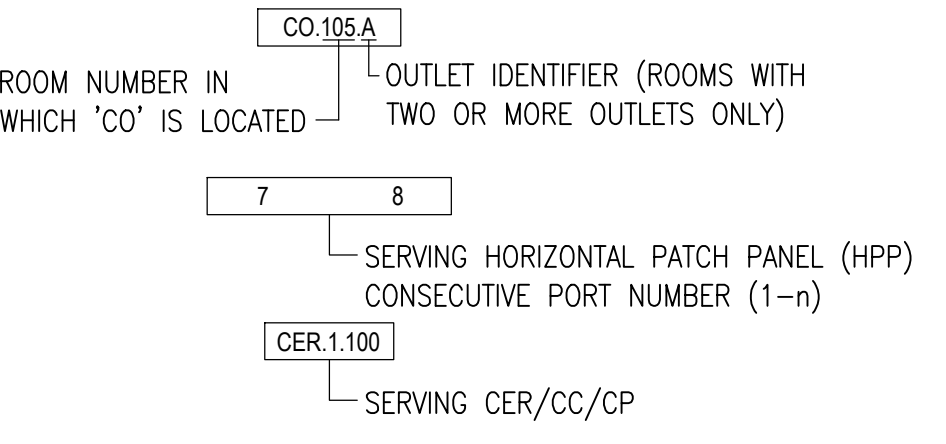 CO.105.A
ROOM NUMBER IN
WHICH 'CO' IS LOCATED
OUTLET IDENTIFIER (ROOMS WITH
TWO OR MORE OUTLETS ONLY)
7 8
SERVING HORIZONTAL PATCH PANEL (HPP)
CONSECUTIVE PORT NUMBER (1-n)
CER.1.100
SERVING CER/CC/CP